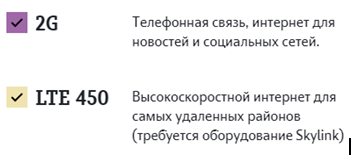 2G
Телефонная связь, интернет для
новостей и социальных сетей.
LTE 450
Высокоскоростной интернет для
самых удаленных районов
(требуется оборудование Skylink)